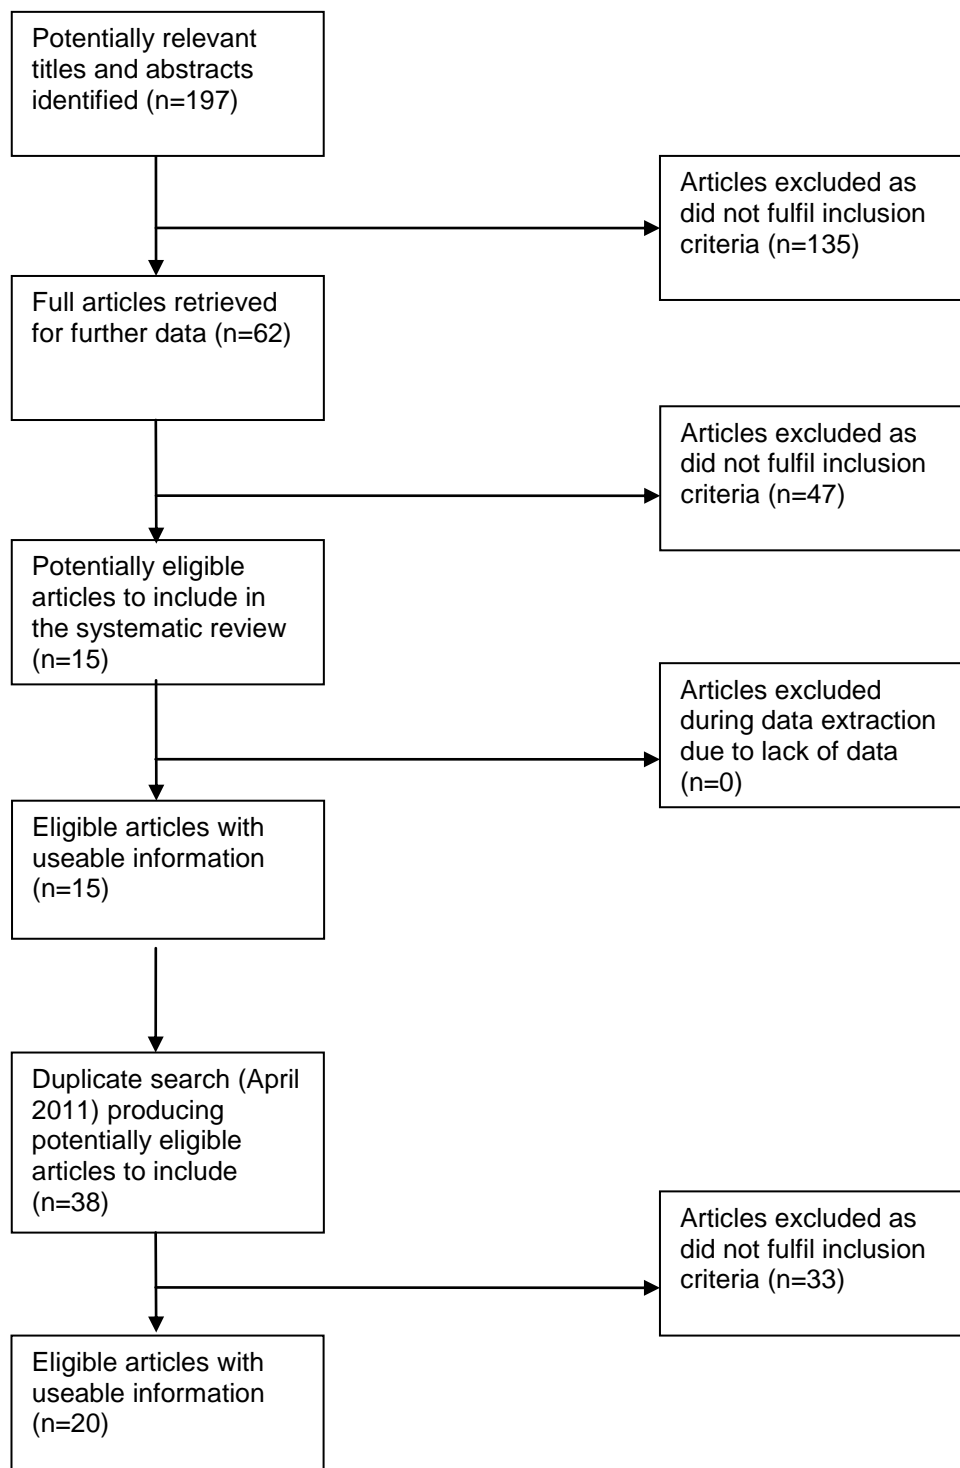 Potentially relevant
titles and abstracts
identified (n=197)
Articles excluded as
did not fulfil inclusion
criteria (n=135)
Full articles retrieved
for further data (n=62)
Articles excluded as
did not fulfil inclusion
criteria (n=47)
Potentially eligible
articles to include in
the systematic review
(n=15)
Articles excluded
during data extraction
due to lack of data
(n=0)
Eligible articles with
useable information
(n=15)
Duplicate search (April
2011) producing
potentially eligible
articles to include
(n=38)
Articles excluded as
did not fulfil inclusion
criteria (n=33)
Eligible articles with
useable information
(n=20)